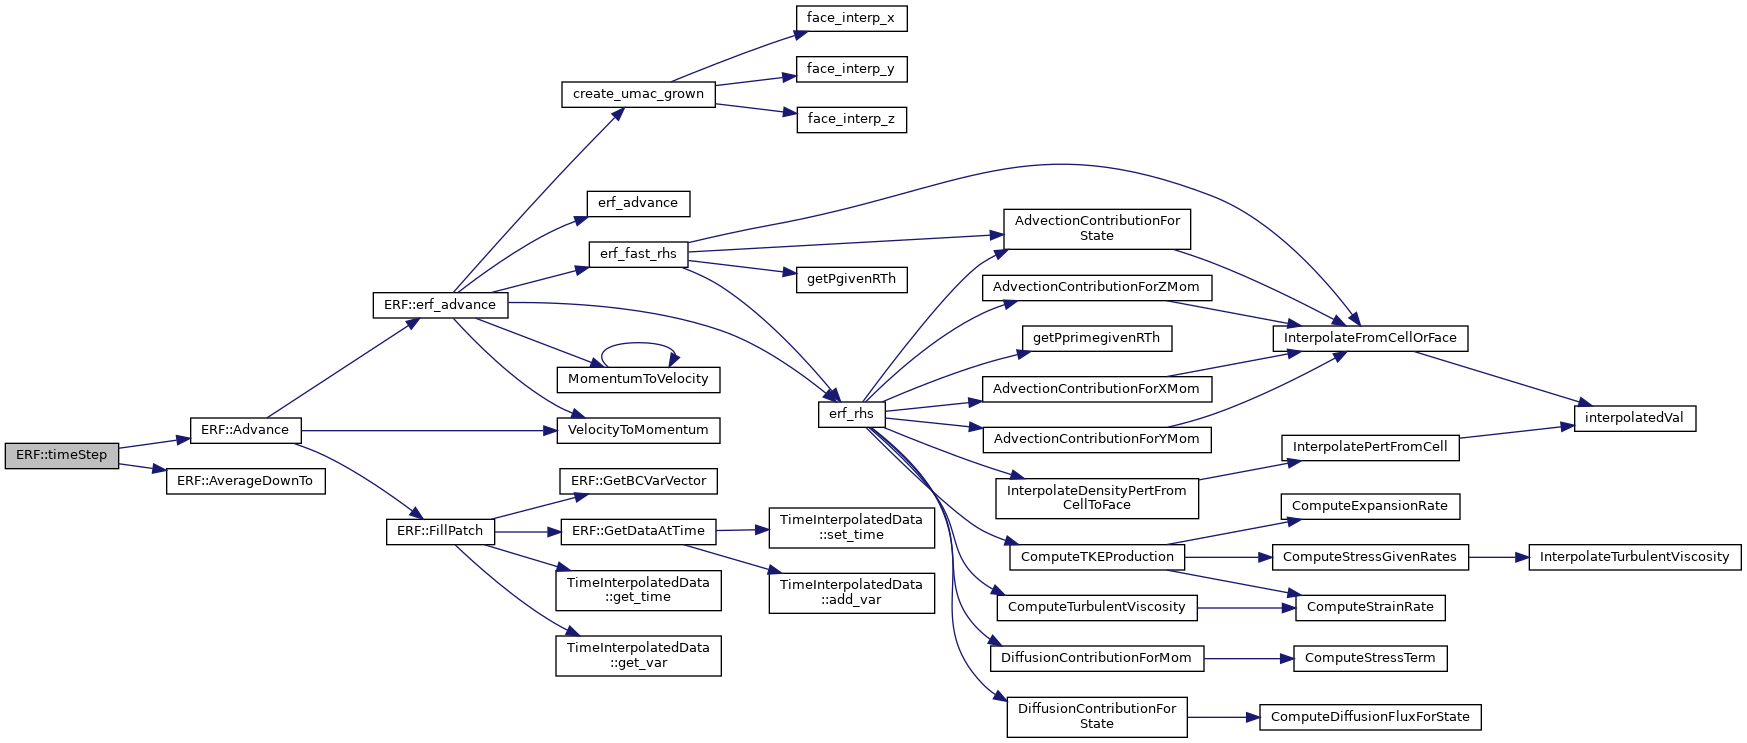 face_interp_x
face_interp_y
create_umac_grown
face_interp_z
erf_advance
AdvectionContributionFor
State
erf_fast_rhs
getPgivenRTh
AdvectionContributionForZMom
ERF::erf_advance
getPprimegivenRTh
InterpolateFromCellOrFace
MomentumToVelocity
AdvectionContributionForXMom
erf_rhs
interpolatedVal
ERF::Advance
VelocityToMomentum
AdvectionContributionForYMom
InterpolatePertFromCell
ERF::timeStep
ERF::AverageDownTo
ERF::GetBCVarVector
InterpolateDensityPertFrom
CellToFace
ComputeExpansionRate
ERF::FillPatch
ERF::GetDataAtTime
TimeInterpolatedData
::set_time
ComputeTKEProduction
ComputeStressGivenRates
InterpolateTurbulentViscosity
TimeInterpolatedData
::get_time
TimeInterpolatedData
::add_var
ComputeTurbulentViscosity
ComputeStrainRate
TimeInterpolatedData
::get_var
DiffusionContributionForMom
ComputeStressTerm
DiffusionContributionFor
State
ComputeDiffusionFluxForState